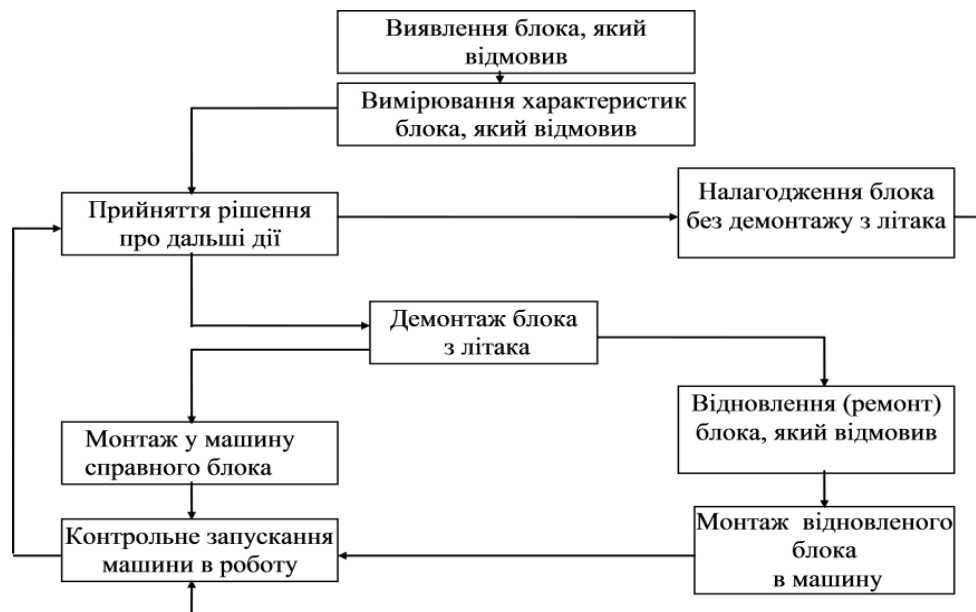 Виявлення блока, який
відмовив
Вимірювання характеристик
блока, який відмовив
Прийняття рішення
про дальші дії
Налагодження блока
без демонтажу з літака
Демонтаж блока
з літака
Монтаж у машину
справного блока
Відновлення (ремонт)
блока, який відмовив
Контрольне запускання
машини в роботу
Монтаж відновленого
блока
в машину